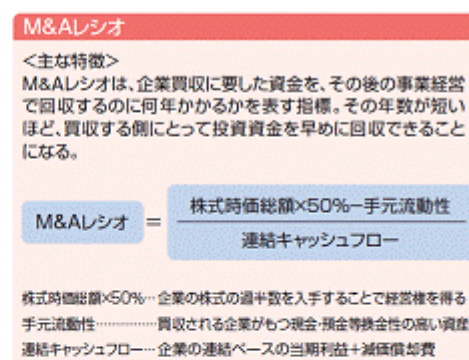 M&Aレシオ
＜主な特徴＞
M&Aレシオは、企業買収に要した資金を、その後の事業経営
で回収するのに何年かかるかを表す指標。その年数が短い
ほど、買収する側にとって投資資金を早めに回収できること
になる。
M&Aレシオ ＝ 株式時価総額×50%−手元流動性
連結キャッシュフロー
株式時価総額×50%…企業の株式の過半数を入手することで経営権を得る
手元流動性…………買収される企業がもつ現金・預金等換金性の高い資産
連結キャッシュフロー…企業の連結ベースの当期利益＋減価償却費